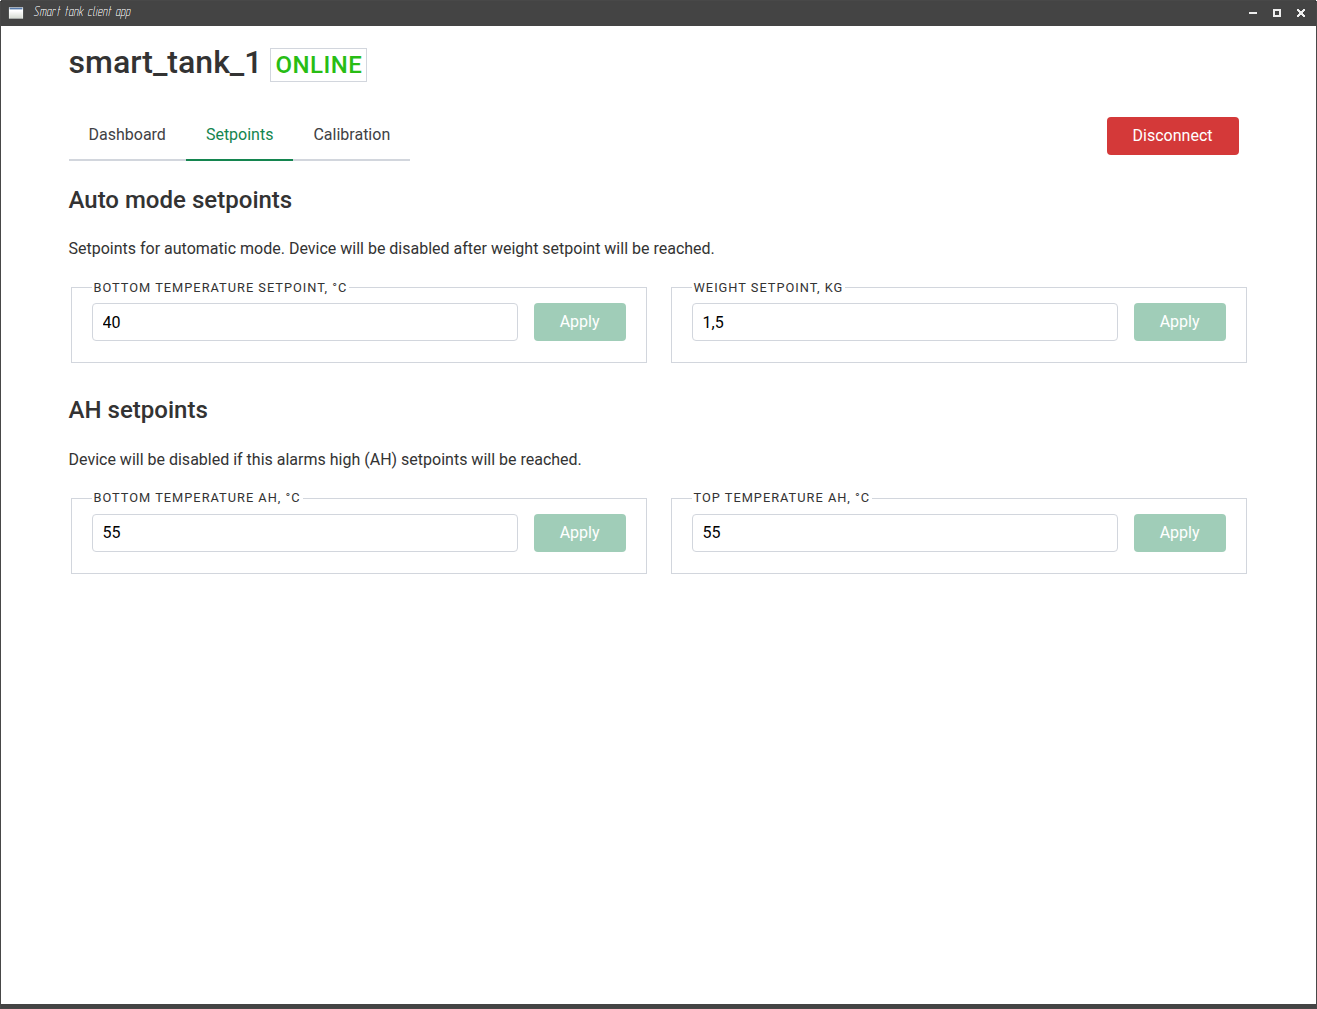 Smart tank client app
smart_tank_1 ONLINE
Dashboard Setpoints Calibration Disconnect
Auto mode setpoints
Setpoints for automatic mode. Device will be disabled after weight setpoint will be reached.
BOTTOM TEMPERATURE SETPOINT, °C WEIGHT SETPOINT, KG
40 Apply 1,5 Apply
AH setpoints
Device will be disabled if this alarms high (AH) setpoints will be reached.
BOTTOM TEMPERATURE AH, °C TOP TEMPERATURE AH, °C
55 Apply 55 Apply